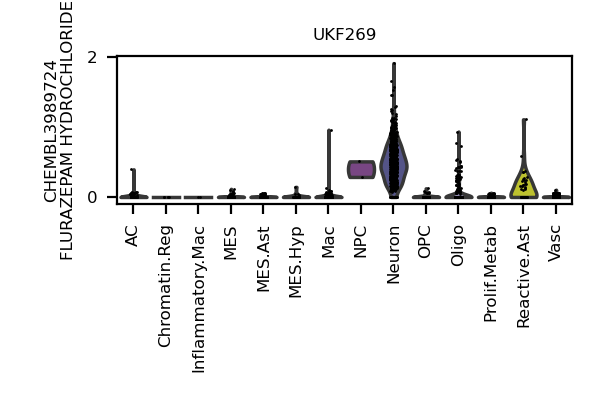 UKF269
CHEMBL3989724
FLURAZEPAM HYDROCHLORIDE
2
0
AC
Chromatin.Reg
Inflammatory.Mac
MES
MES.Ast
MES.Hyp
Mac
NPC
Neuron
OPC
Oligo
Prolif.Metab
Reactive.Ast
Vasc